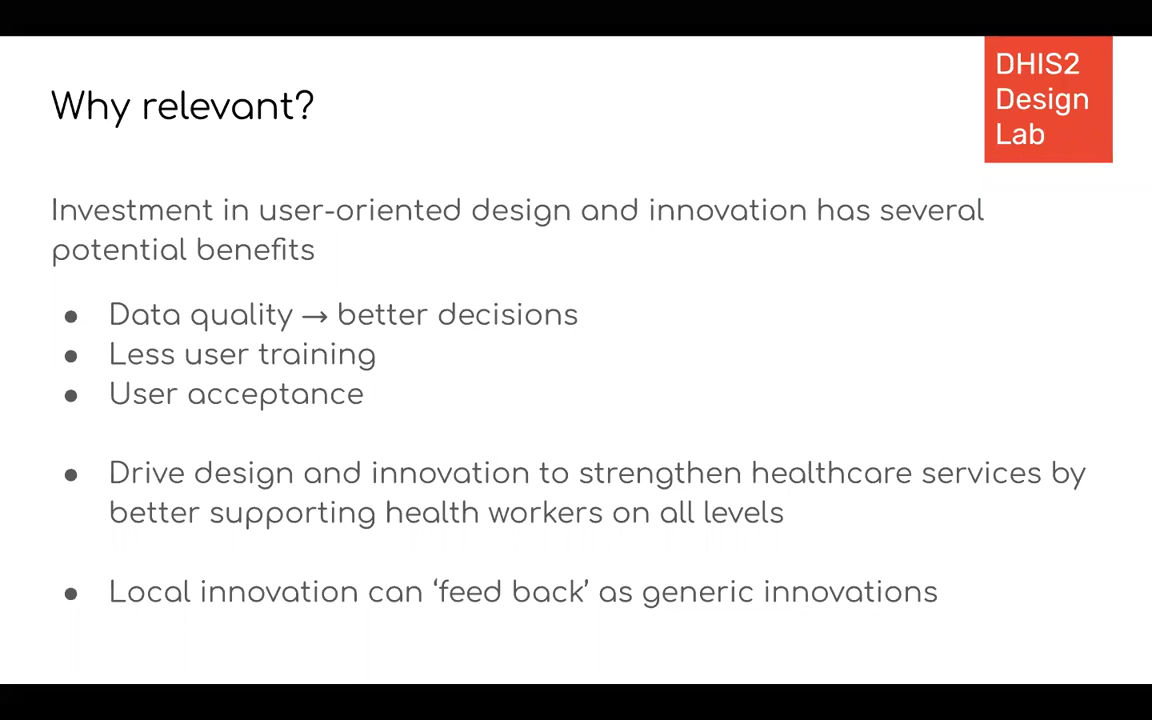 DHIS2
Design
Lab
Why relevant?
Investment in user-oriented design and innovation has several
potential benefits
● Data quality → better decisions
● Less user training
● User acceptance
● Drive design and innovation to strengthen healthcare services by
better supporting health workers on all levels
● Local innovation can ‘feed back’ as generic innovations